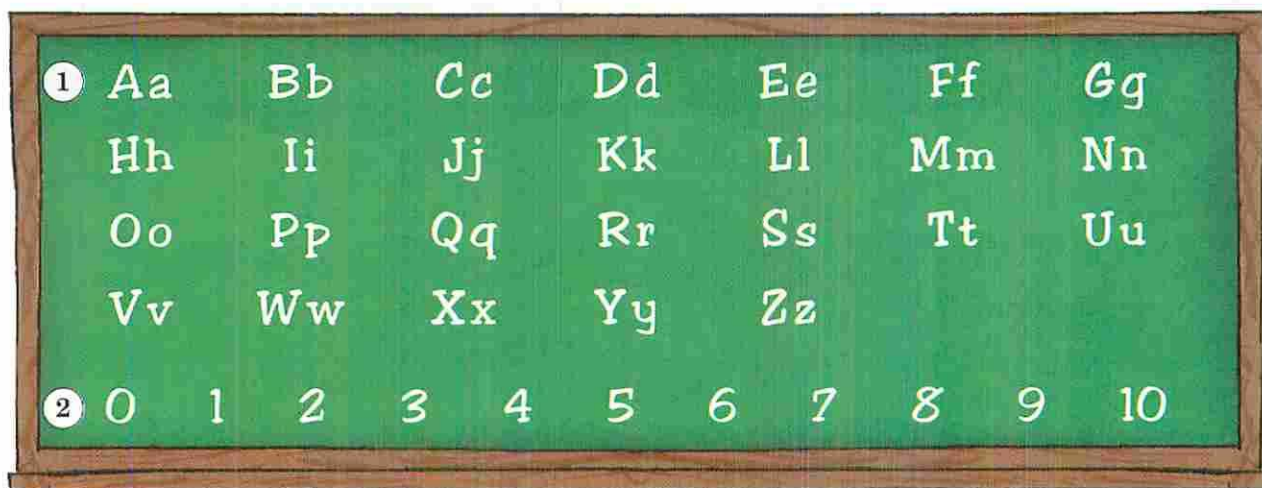 1 Aa Bb Cc Dd Ee Ff Gg
Hh Ii Jj Kk Ll Mm Nn
Oo Pp Qq Rr Ss Tt Uu
Vv Ww Xx Yy Zz
2 0 1 2 3 4 5 6 7 8 9 10